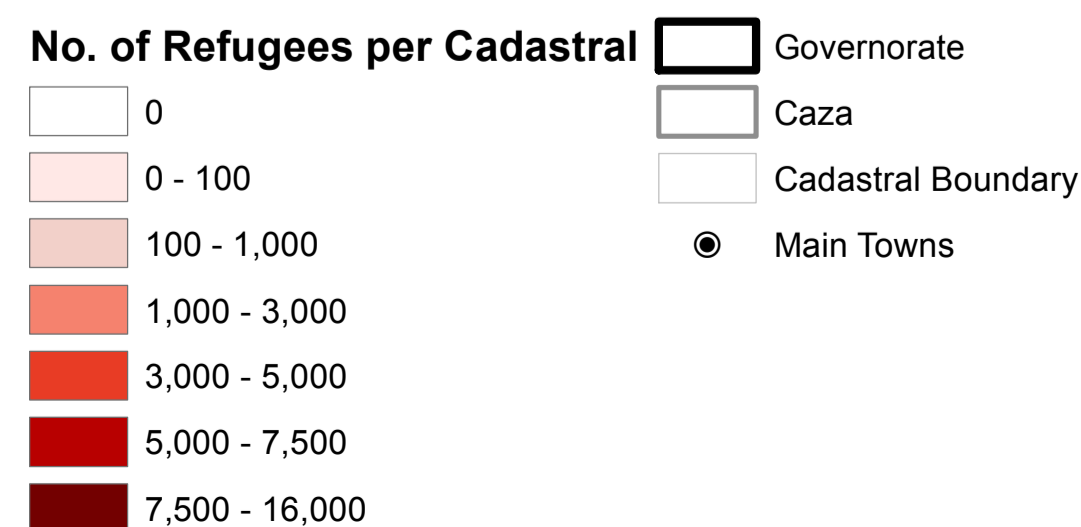 No. of Refugees per Cadastral
0
0 - 100
100 - 1,000
1,000 - 3,000
3,000 - 5,000
5,000 - 7,500
7,500 - 16,000
Governorate
Caza
Cadastral Boundary
Main Towns